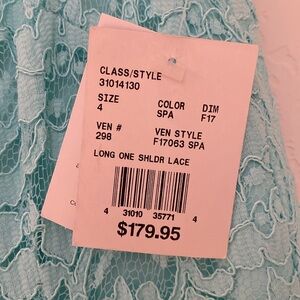 CLASS/STYLE
31014130
SIZE COLOR DIM
4 SPA F17
VEN # VEN STYLE
298 F17063 SPA
LONG ONE SHLDR LACE
4 31010 35771 4
$179.95